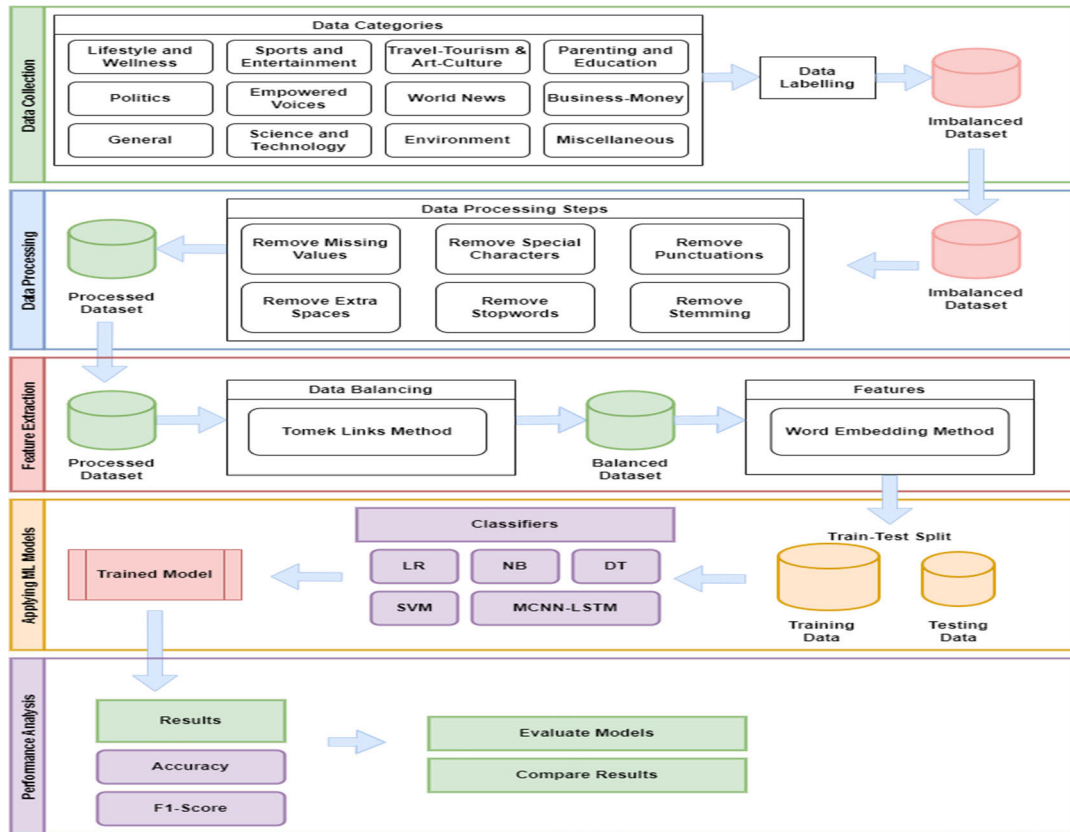 Data Collection
Data Categories
Lifestyle and
Wellness
Sports and
Entertainment
Travel-Tourism &
Art-Culture
Parenting and
Education
Politics
Empowered
Voices
World News
Business-Money
General
Science and
Technology
Environment
Miscellaneous
Data
Labelling
Imbalanced
Dataset
Data Processing
Processed
Dataset
Data Processing Steps
Remove Missing
Values
Remove Special
Characters
Remove
Punctuations
Remove Extra
Spaces
Remove
Stopwords
Remove
Stemming
Imbalanced
Dataset
Feature Extraction
Processed
Dataset
Data Balancing
Tomek Links Method
Balanced
Dataset
Features
Word Embedding Method
Applying ML Models
Trained Model
Classifiers
LR
NB
DT
SVM
MCNN-LSTM
Train-Test Split
Training
Data
Testing
Data
Performance Analysis
Results
Accuracy
F1-Score
Evaluate Models
Compare Results